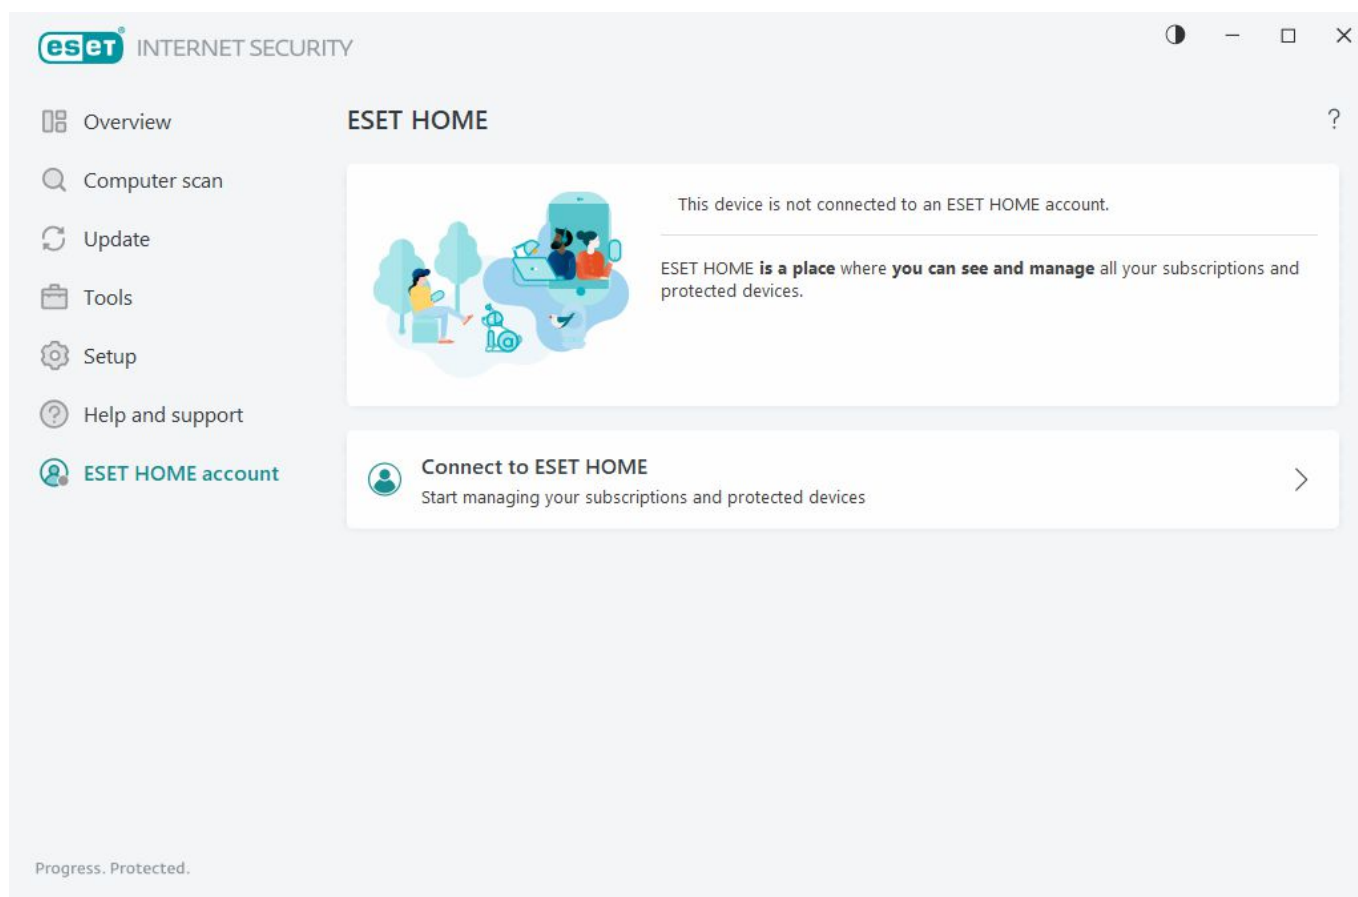 eset® INTERNET SECURITY
Overview
Computer scan
Update
Tools
Setup
Help and support
ESET HOME account
ESET HOME
?
This device is not connected to an ESET HOME account.
ESET HOME is a place where you can see and manage all your subscriptions and
protected devices.
Connect to ESET HOME
Start managing your subscriptions and protected devices
Progress. Protected.